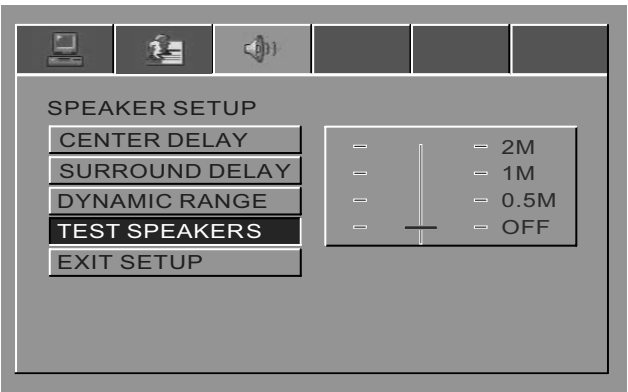 SPEAKER SETUP
CENTER DELAY
SURROUND DELAY
DYNAMIC RANGE
TEST SPEAKERS
EXIT SETUP
2M
1M
0.5M
OFF